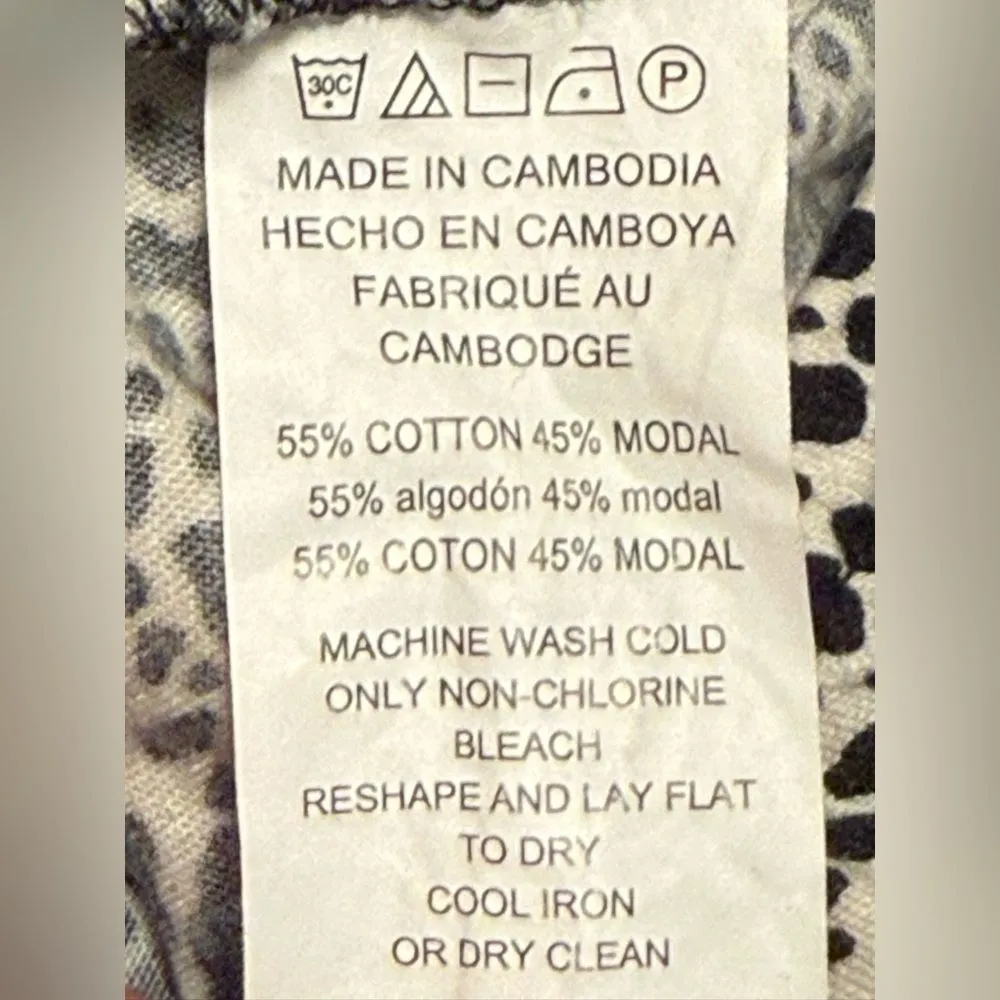 30C
P
MADE IN CAMBODIA
HECHO EN CAMBOYA
FABRIQUÉ AU
CAMBODGE
55% COTTON 45% MODAL
55% algodón 45% modal
55% COTON 45% MODAL
MACHINE WASH COLD
ONLY NON-CHLORINE
BLEACH
RESHAPE AND LAY FLAT
TO DRY
COOL IRON
OR DRY CLEAN